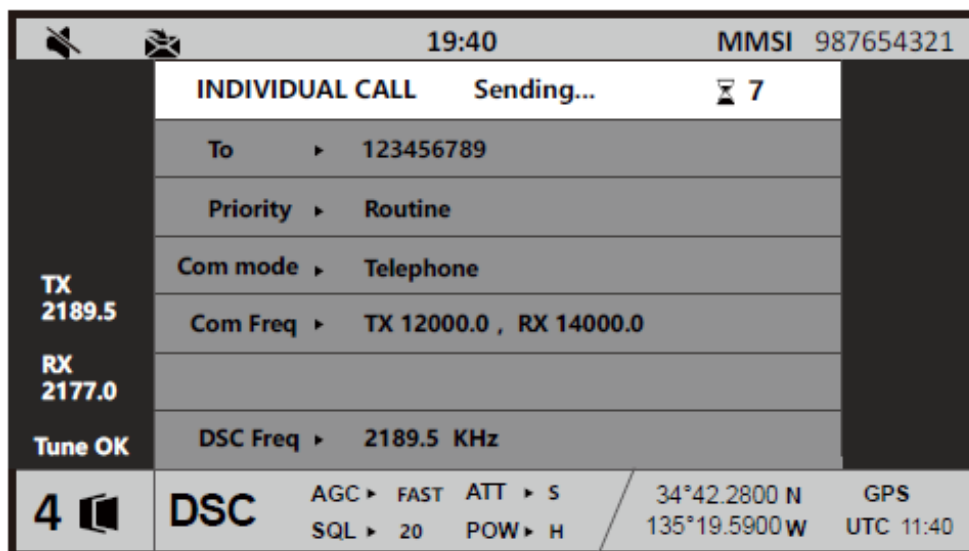 19:40 MMSI 987654321
INDIVIDUAL CALL Sending... 7
To ▸ 123456789
Priority ▸ Routine
Com mode ▸ Telephone
Com Freq ▸ TX 12000.0 , RX 14000.0
DSC Freq ▸ 2189.5 KHz
TX
2189.5
RX
2177.0
Tune OK
4
DSC
AGC ▸ FAST ATT ▸ S
SQL ▸ 20 POW ▸ H
34°42.2800 N
135°19.5900 W
GPS
UTC 11:40